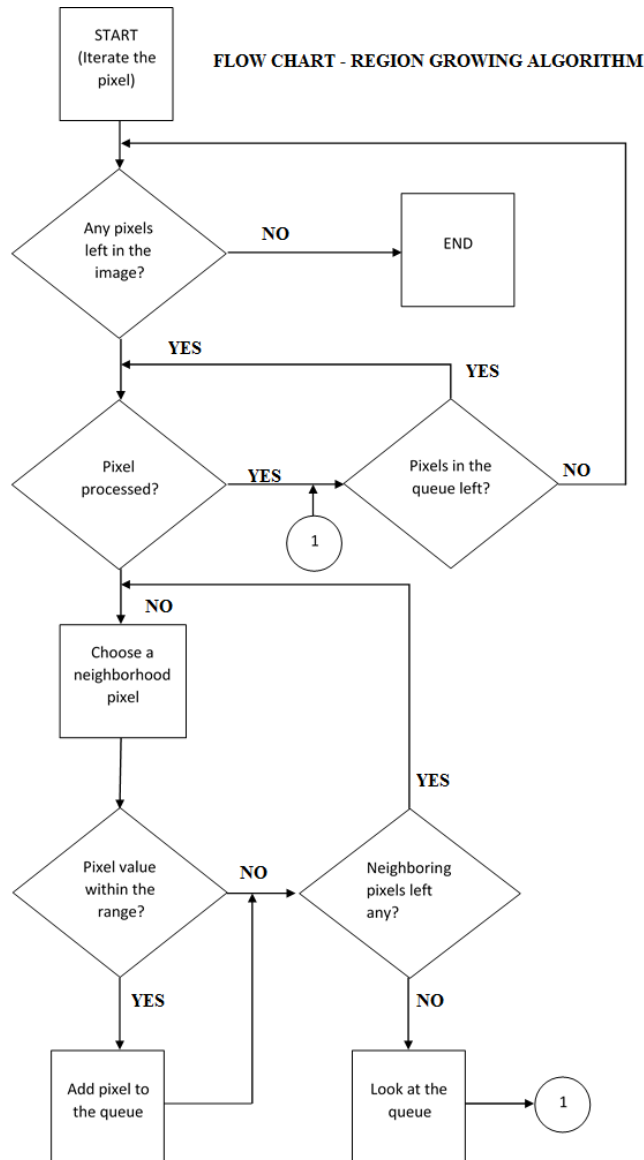 START
(Iterate the
pixel)
FLOW CHART - REGION GROWING ALGORITHM
Any pixels
left in the
image?
NO
END
YES
YES
Pixel
processed?
YES
Pixels in the
queue left?
NO
1
NO
Choose a
neighborhood
pixel
YES
Pixel value
within the
range?
NO
Neighboring
pixels left
any?
YES
NO
Add pixel to
the queue
Look at the
queue
1